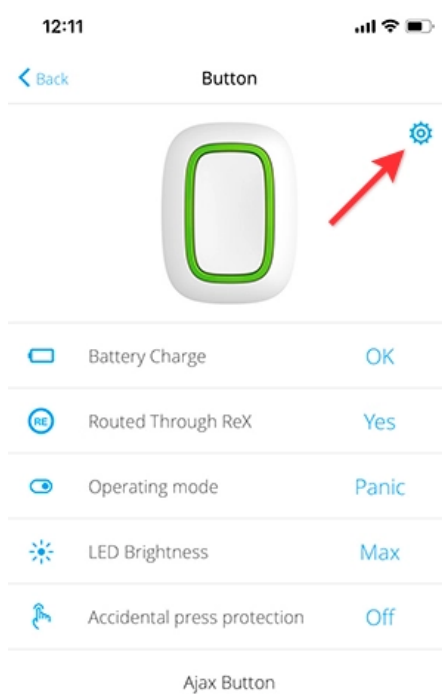 12:11
Back
Button
Battery Charge OK
RE Routed Through ReX Yes
Operating mode Panic
LED Brightness Max
Accidental press protection Off
Ajax Button